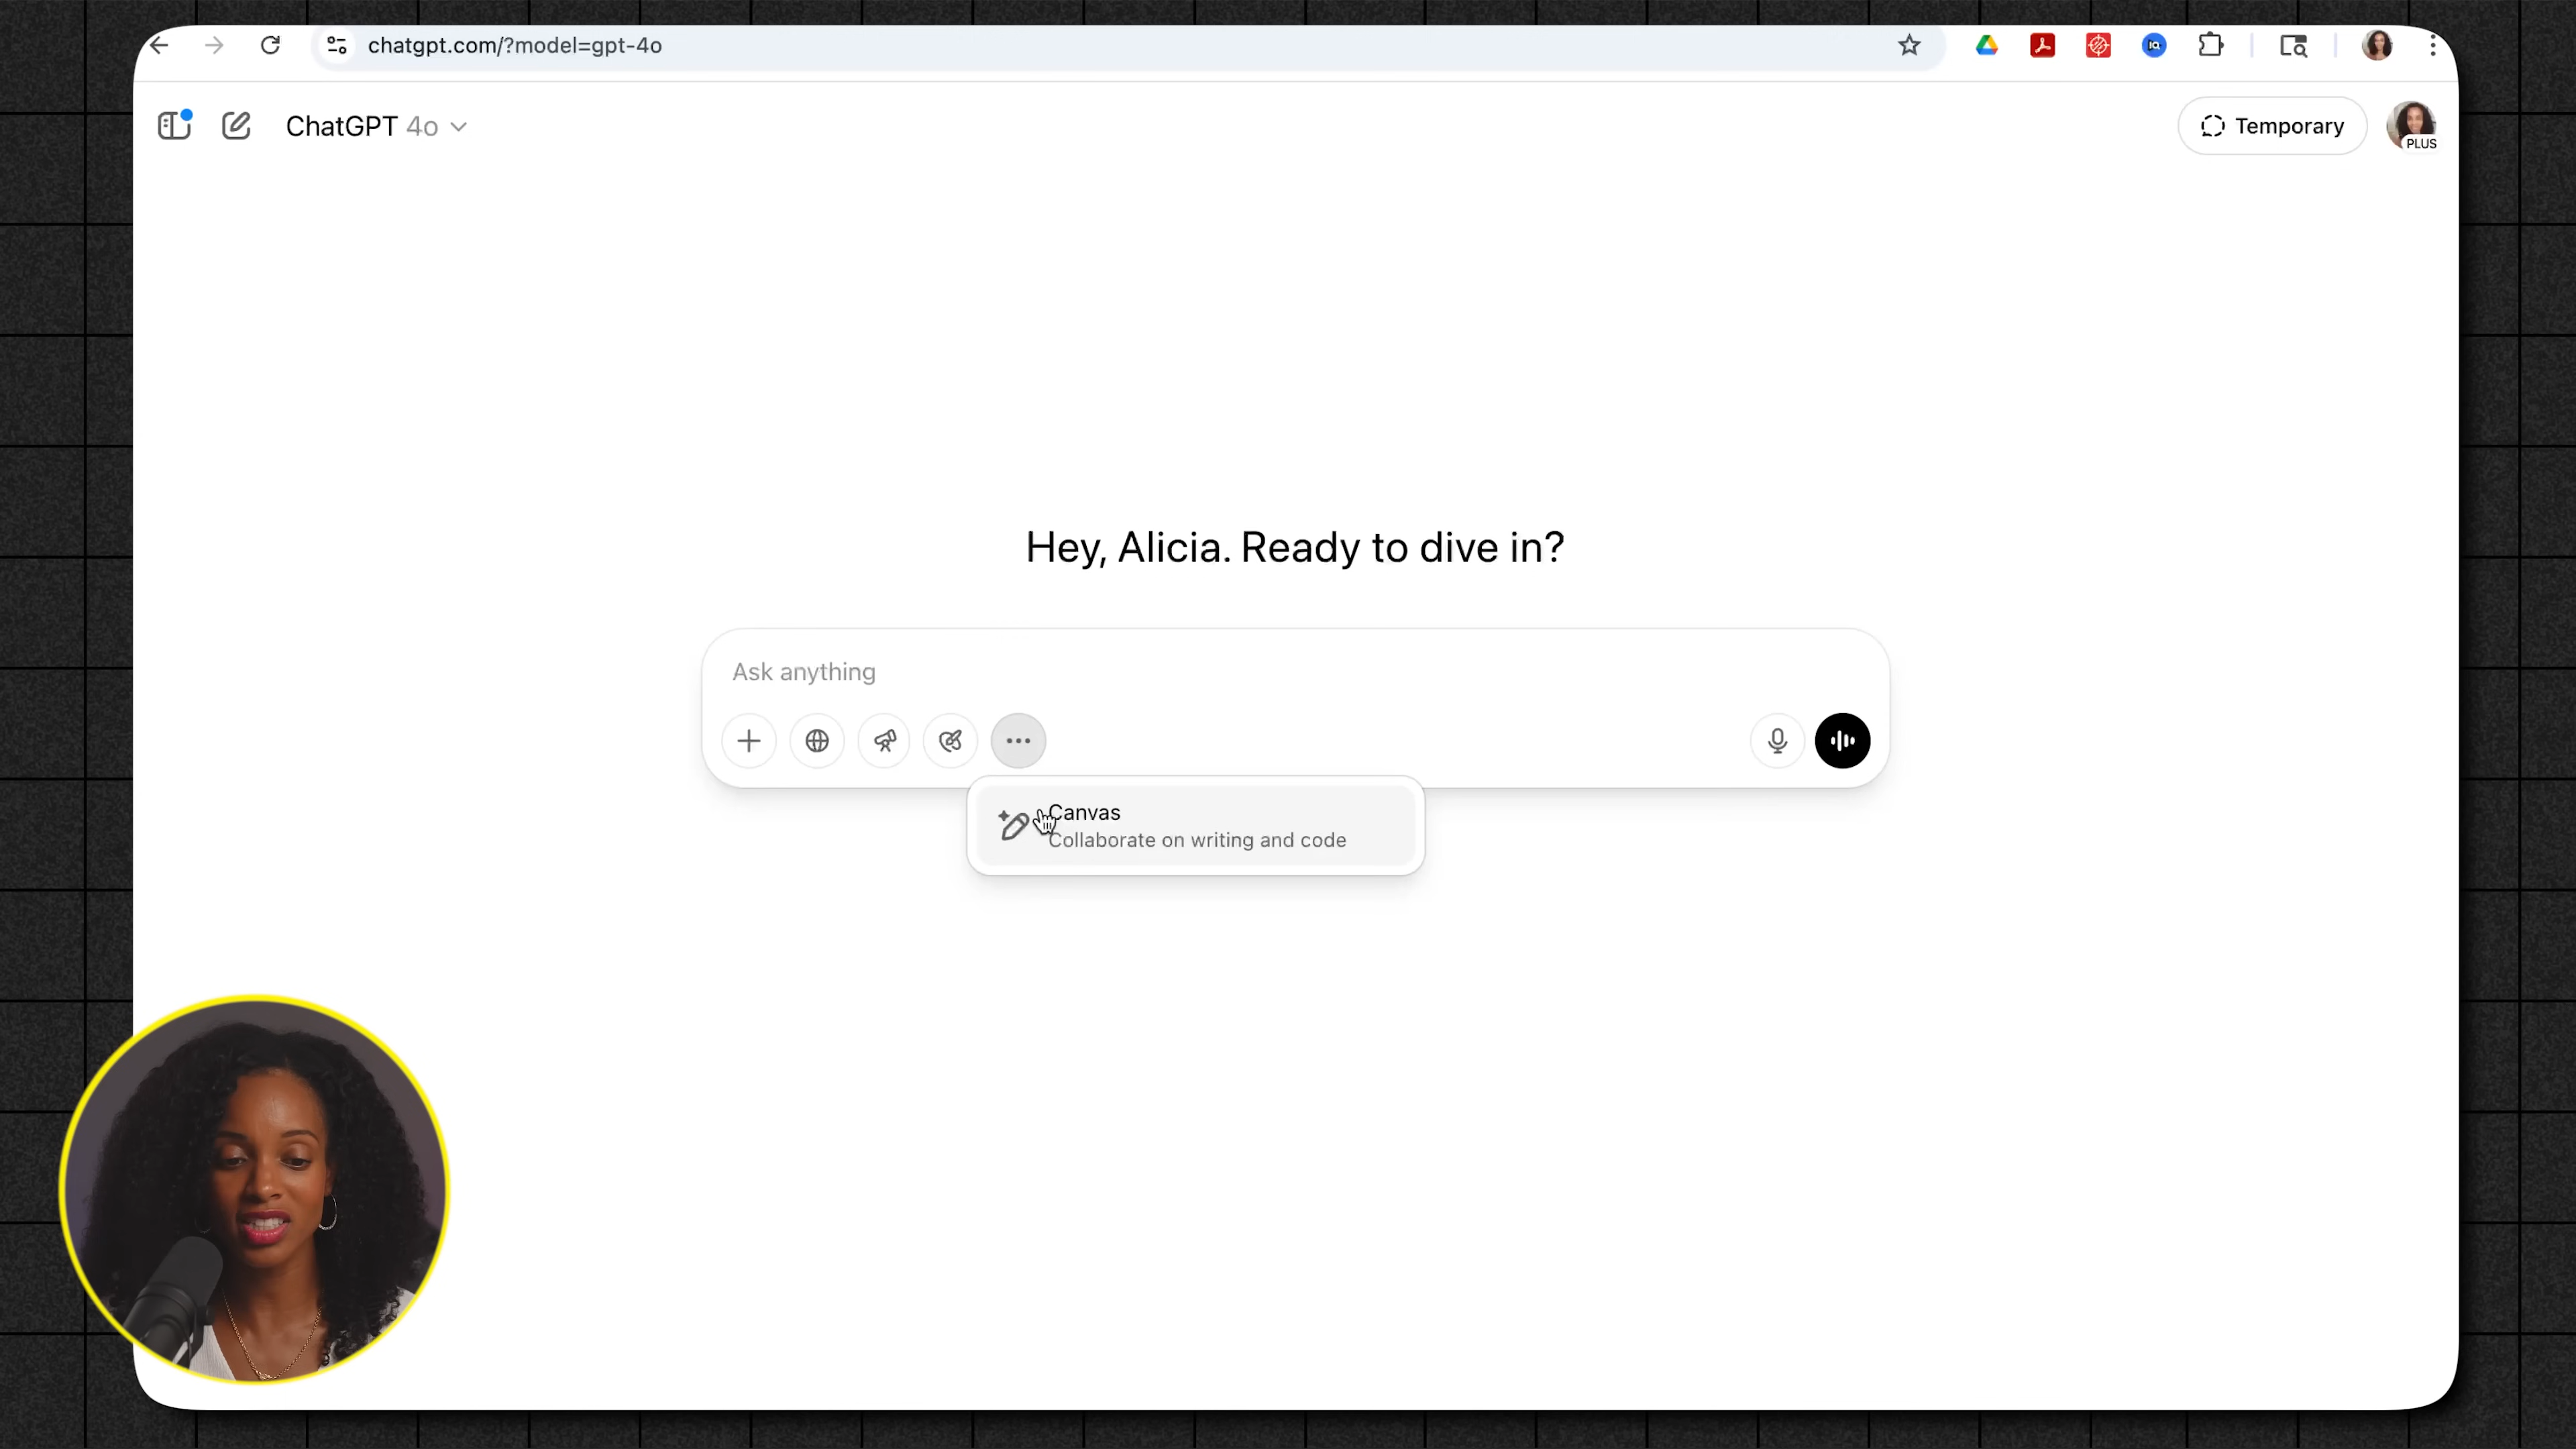 chatgpt.com/?model=gpt-4o
ChatGPT 4o
Temporary
PLUS
Hey, Alicia. Ready to dive in?
Ask anything
Canvas
Collaborate on writing and code